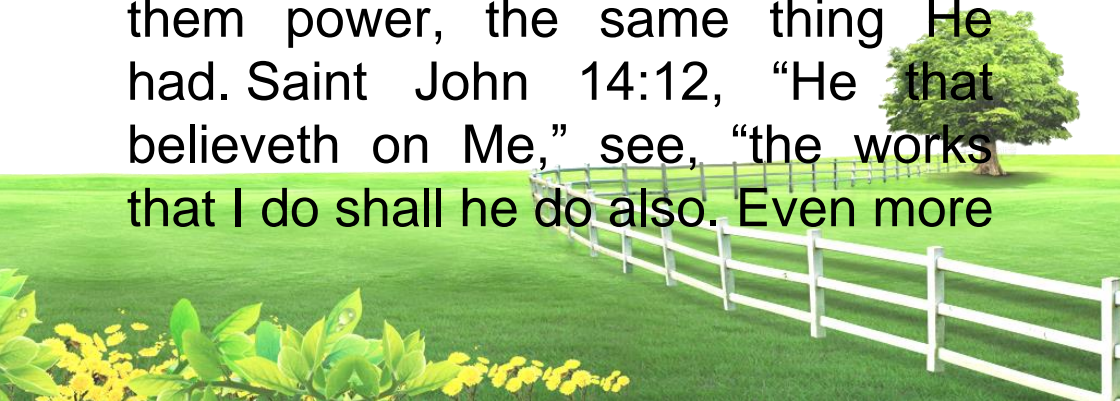 them power, the same thing He
had. Saint John 14:12, “He that
believeth on Me,” see, “the works
that I do shall he do also. Even more